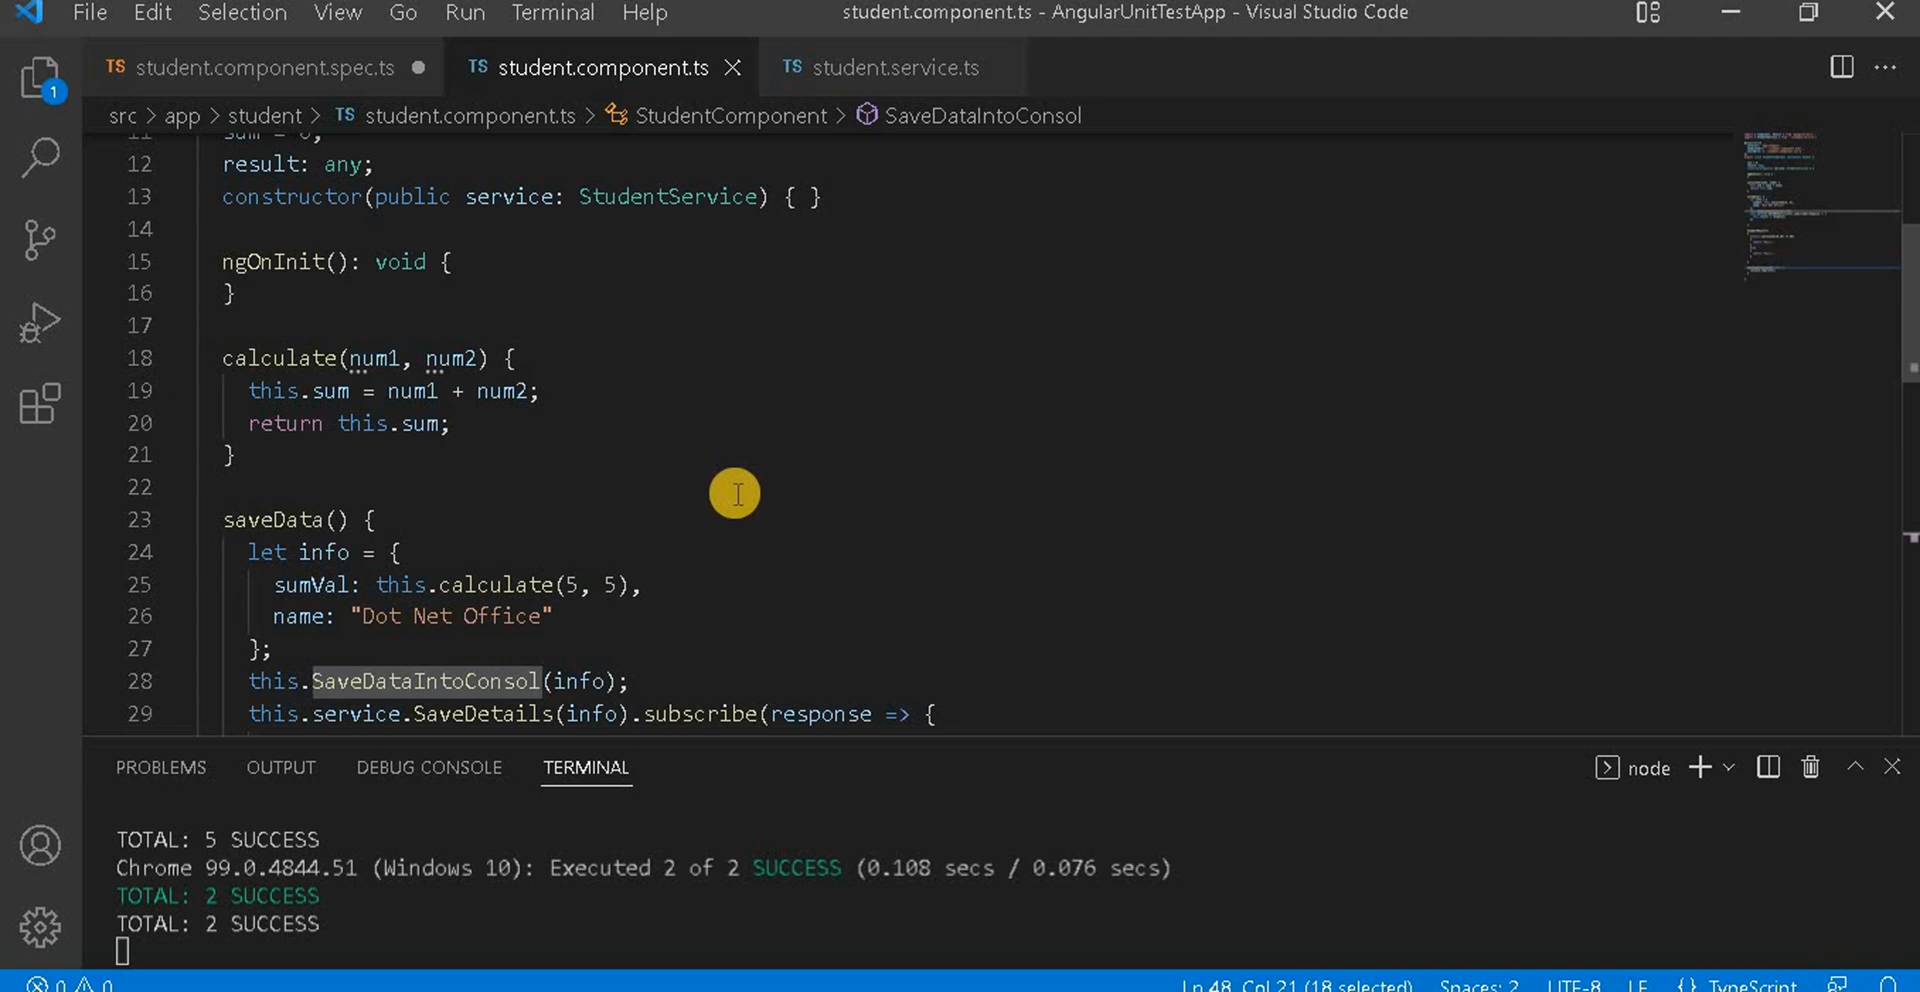 File Edit Selection View Go Run Terminal Help student.component.ts - AngularUnitTestApp - Visual Studio Code
TS student.component.spec.ts TS student.component.ts TS student.service.ts
src > app > student > TS student.component.ts > StudentComponent > SaveDataIntoConsol
1
12 result: any;
13 constructor(public service: StudentService) { }
14
15 ngOnInit(): void {
16 }
17
18 calculate(num1, num2) {
19 this.sum = num1 + num2;
20 return this.sum;
21 }
22
23 saveData() {
24 let info = {
25 sumVal: this.calculate(5, 5),
26 name: "Dot Net Office"
27 };
28 this.SaveDataIntoConsol(info);
29 this.service.SaveDetails(info).subscribe(response => {
PROBLEMS OUTPUT DEBUG CONSOLE TERMINAL node
TOTAL: 5 SUCCESS
Chrome 99.0.4844.51 (Windows 10): Executed 2 of 2 SUCCESS (0.108 secs / 0.076 secs)
TOTAL: 2 SUCCESS
TOTAL: 2 SUCCESS
0 0 Ln 48, Col 21 (18 selected) Spaces: 2 UTF-8 LF {} TypeScript